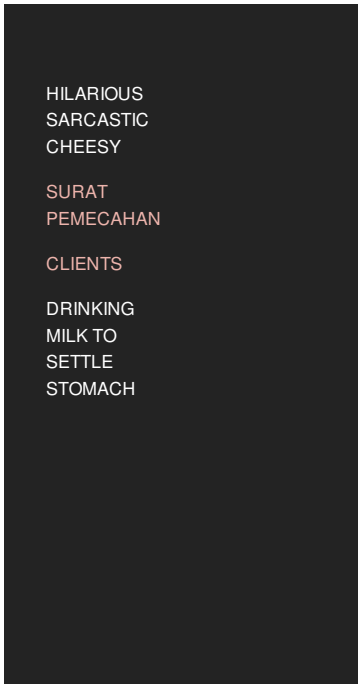 HILARIOUS
SARCASTIC
CHEESY
SURAT
PEMECAHAN
CLIENTS
DRINKING
MILK TO
SETTLE
STOMACH